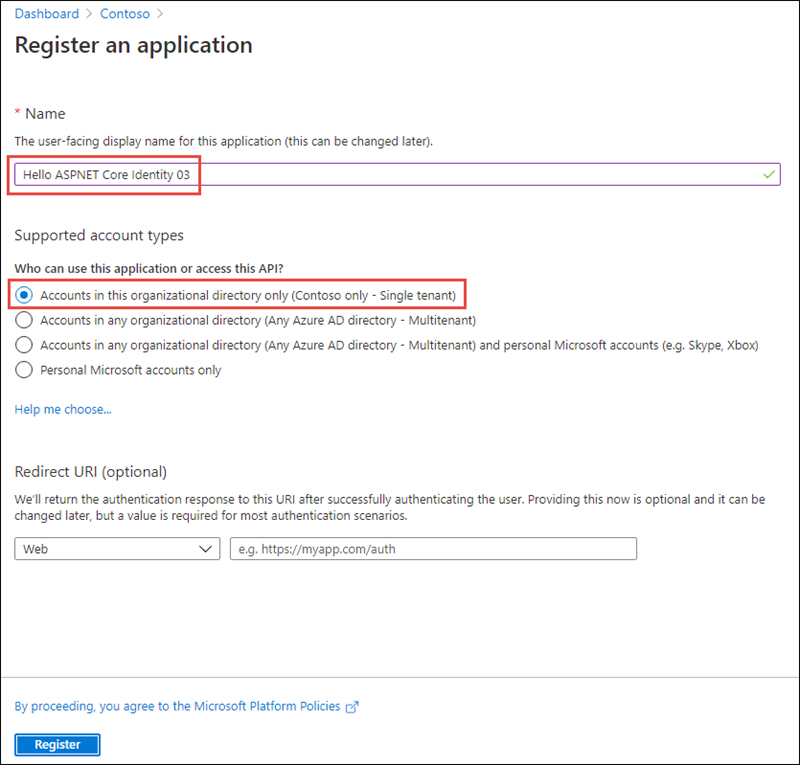 Dashboard > Contoso >
Register an application
* Name
The user-facing display name for this application (this can be changed later).
Hello ASPNET Core Identity 03
Supported account types
Who can use this application or access this API?
Accounts in this organizational directory only (Contoso only - Single tenant)
Accounts in any organizational directory (Any Azure AD directory - Multitenant)
Accounts in any organizational directory (Any Azure AD directory - Multitenant) and personal Microsoft accounts (e.g. Skype, Xbox)
Personal Microsoft accounts only
Help me choose...
Redirect URI (optional)
We'll return the authentication response to this URI after successfully authenticating the user. Providing this now is optional and it can be
changed later, but a value is required for most authentication scenarios.
Web e.g. https://myapp.com/auth
By proceeding, you agree to the Microsoft Platform Policies
Register